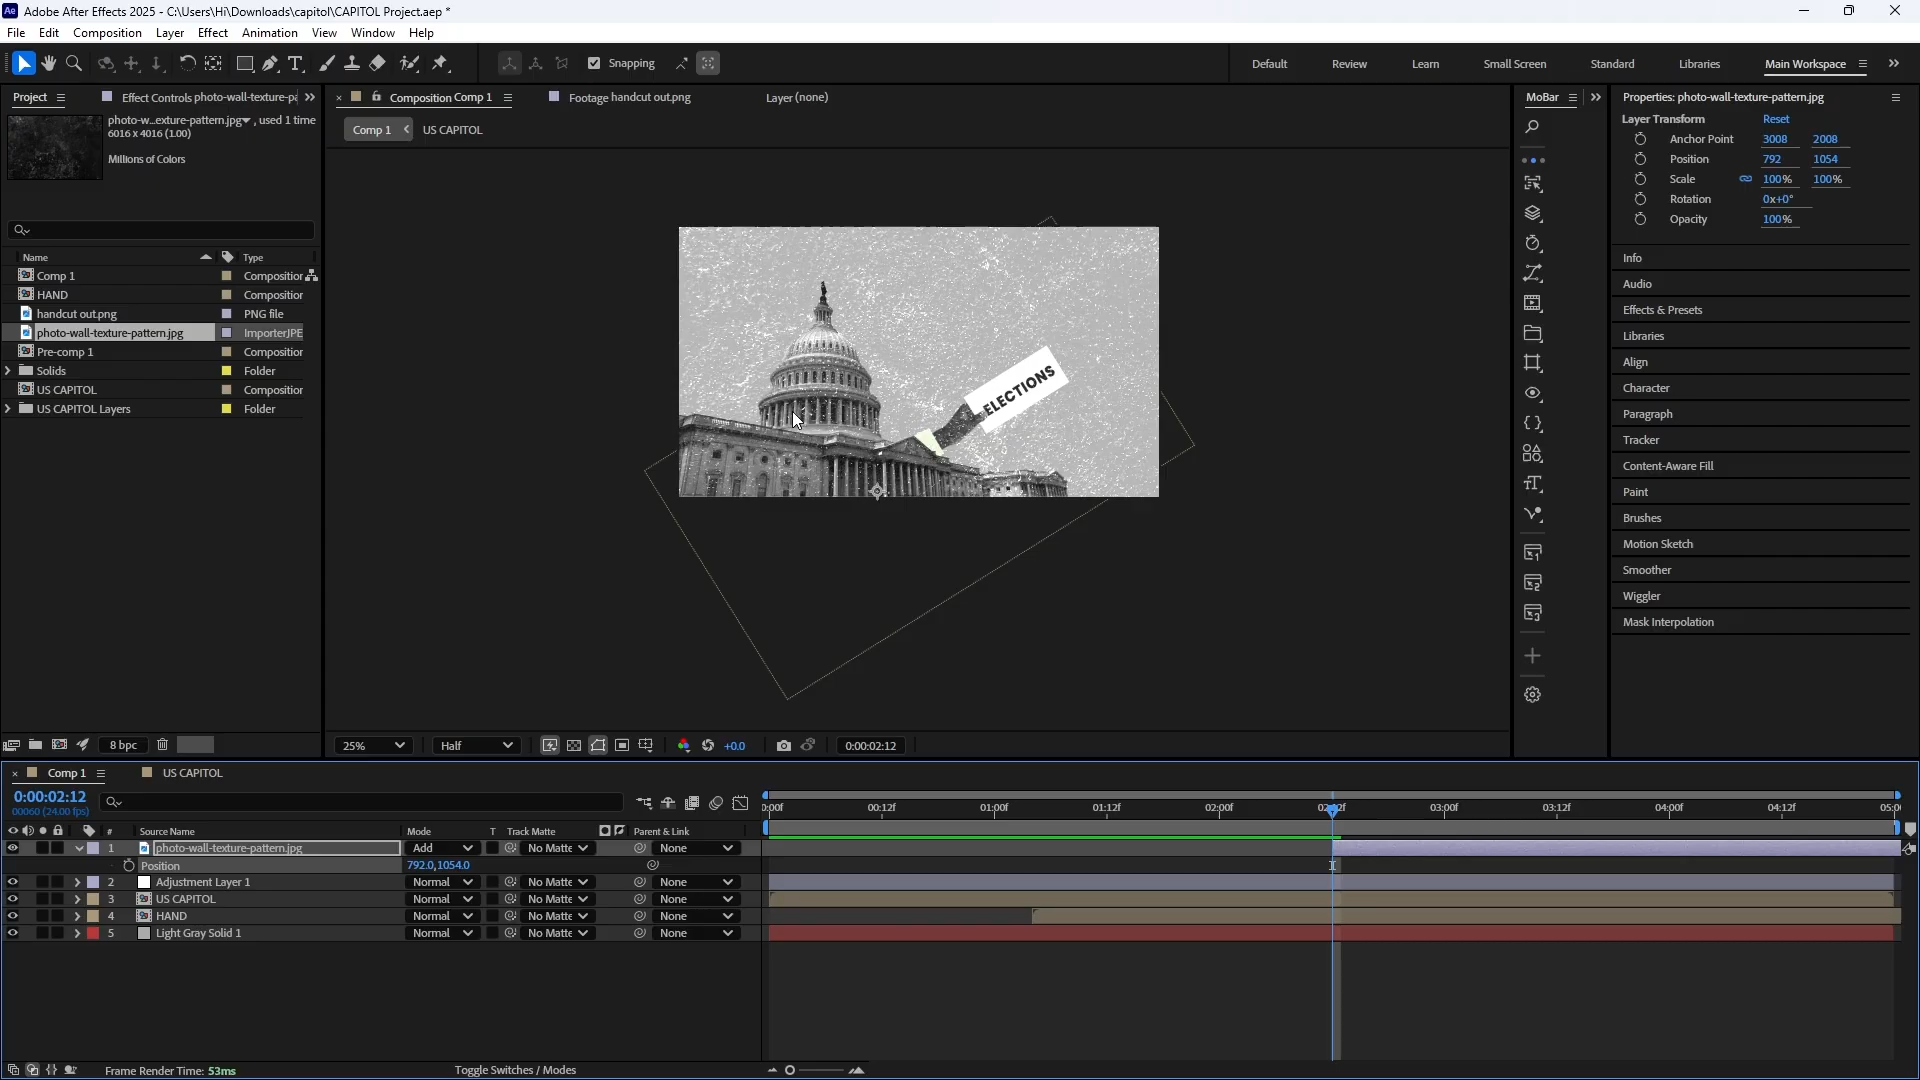 Ae Adobe After Effects 2025 - C:\Users\Hi\Downloads\capitol\CAPITOL Project.aep *
File Edit Composition Layer Effect Animation View Window Help
Snapping
Default Review Learn Small Screen Standard Libraries Main Workspace
Project
Effect Controls photo-wall-texture-pa
photo-w...exture-pattern.jpg , used 1 time
6016 x 4016 (1.00)
Millions of Colors
Name Type
Comp 1 Composition
HAND Composition
handcut out.png PNG file
photo-wall-texture-pattern.jpg ImporterJPE
Pre-comp 1 Composition
Solids Folder
US CAPITOL Composition
US CAPITOL Layers Folder
8 bpc
Composition Comp 1
Footage handcut out.png
Layer (none)
Comp 1 US CAPITOL
ELECTIONS
25% Half +0.0 0:00:02:12
MoBar
Properties: photo-wall-texture-pattern.jpg
Layer Transform Reset
Anchor Point 3008 2008
Position 792 1054
Scale 100% 100%
Rotation 0x+0°
Opacity 100%
Info
Audio
Effects & Presets
Libraries
Align
Character
Paragraph
Tracker
Content-Aware Fill
Paint
Brushes
Motion Sketch
Smoother
Wiggler
Mask Interpolation
Comp 1 US CAPITOL
0:00:02:12
00060 (24.00 fps)
# Source Name Mode T Track Matte Parent & Link
1 photo-wall-texture-pattern.jpg Add No Matte None
Position 792.0,1054.0
2 Adjustment Layer 1 Normal No Matte None
3 US CAPITOL Normal No Matte None
4 HAND Normal No Matte None
5 Light Gray Solid 1 Normal No Matte None
00:12f 01:00f 01:12f 02:00f 03:00f 03:12f 04:00f 04:12f
Frame Render Time: 53ms
Toggle Switches / Modes